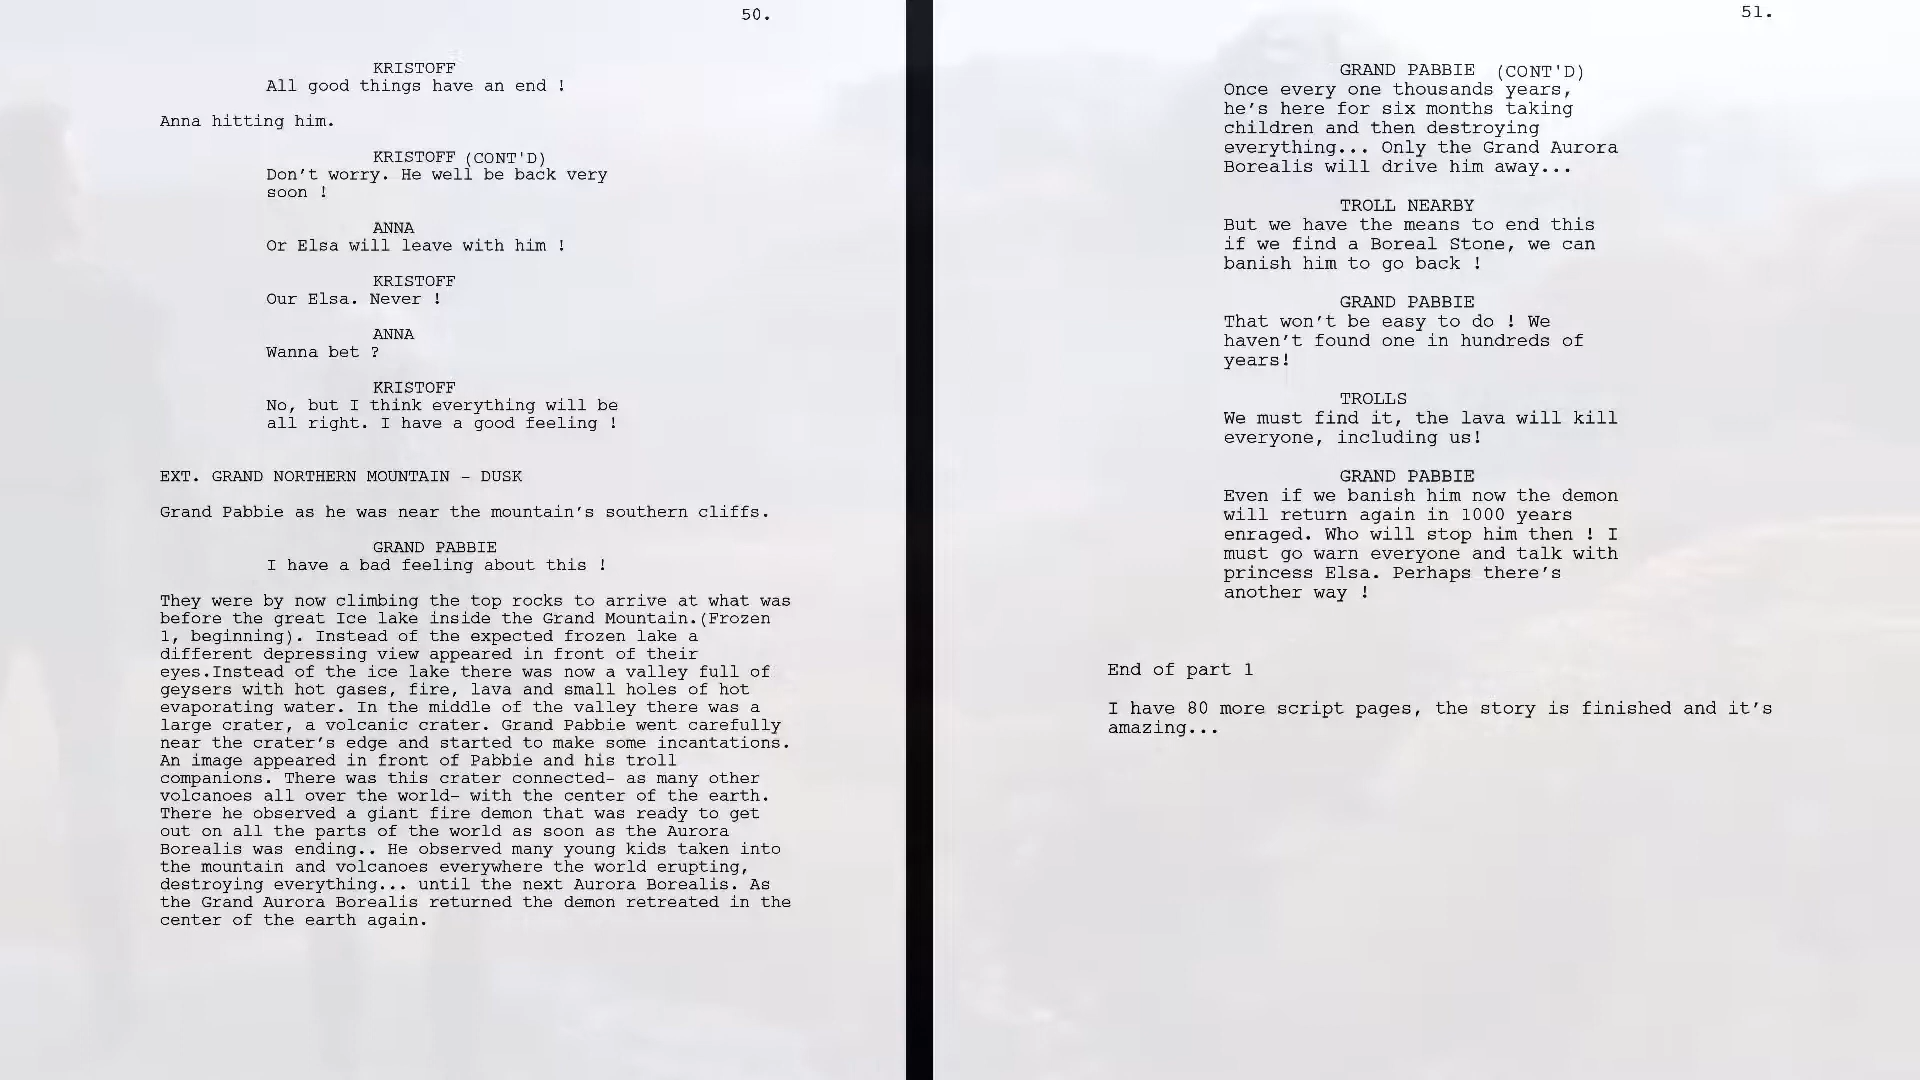 50.
KRISTOFF
All good things have an end !
Anna hitting him.
KRISTOFF (CONT'D)
Don't worry. He well be back very
soon !
ANNA
Or Elsa will leave with him !
KRISTOFF
Our Elsa. Never !
ANNA
Wanna bet ?
KRISTOFF
No, but I think everything will be
all right. I have a good feeling !
EXT. GRAND NORTHERN MOUNTAIN – DUSK
Grand Pabbie as he was near the mountain's southern cliffs.
GRAND PABBIE
I have a bad feeling about this !
They were by now climbing the top rocks to arrive at what was
before the great Ice lake inside the Grand Mountain.(Frozen
1, beginning). Instead of the expected frozen lake a
different depressing view appeared in front of their
eyes.Instead of the ice lake there was now a valley full of
geysers with hot gases, fire, lava and small holes of hot
evaporating water. In the middle of the valley there was a
large crater, a volcanic crater. Grand Pabbie went carefully
near the crater's edge and started to make some incantations.
An image appeared in front of Pabbie and his troll
companions. There was this crater connected– as many other
volcanoes all over the world– with the center of the earth.
There he observed a giant fire demon that was ready to get
out on all the parts of the world as soon as the Aurora
Borealis was ending.. He observed many young kids taken into
the mountain and volcanoes everywhere the world erupting,
destroying everything... until the next Aurora Borealis. As
the Grand Aurora Borealis returned the demon retreated in the
center of the earth again.
51.
GRAND PABBIE (CONT'D)
Once every one thousands years,
he's here for six months taking
children and then destroying
everything... Only the Grand Aurora
Borealis will drive him away...
TROLL NEARBY
But we have the means to end this
if we find a Boreal Stone, we can
banish him to go back !
GRAND PABBIE
That won't be easy to do ! We
haven't found one in hundreds of
years!
TROLLS
We must find it, the lava will kill
everyone, including us!
GRAND PABBIE
Even if we banish him now the demon
will return again in 1000 years
enraged. Who will stop him then ! I
must go warn everyone and talk with
princess Elsa. Perhaps there's
another way !
End of part 1
I have 80 more script pages, the story is finished and it's
amazing...